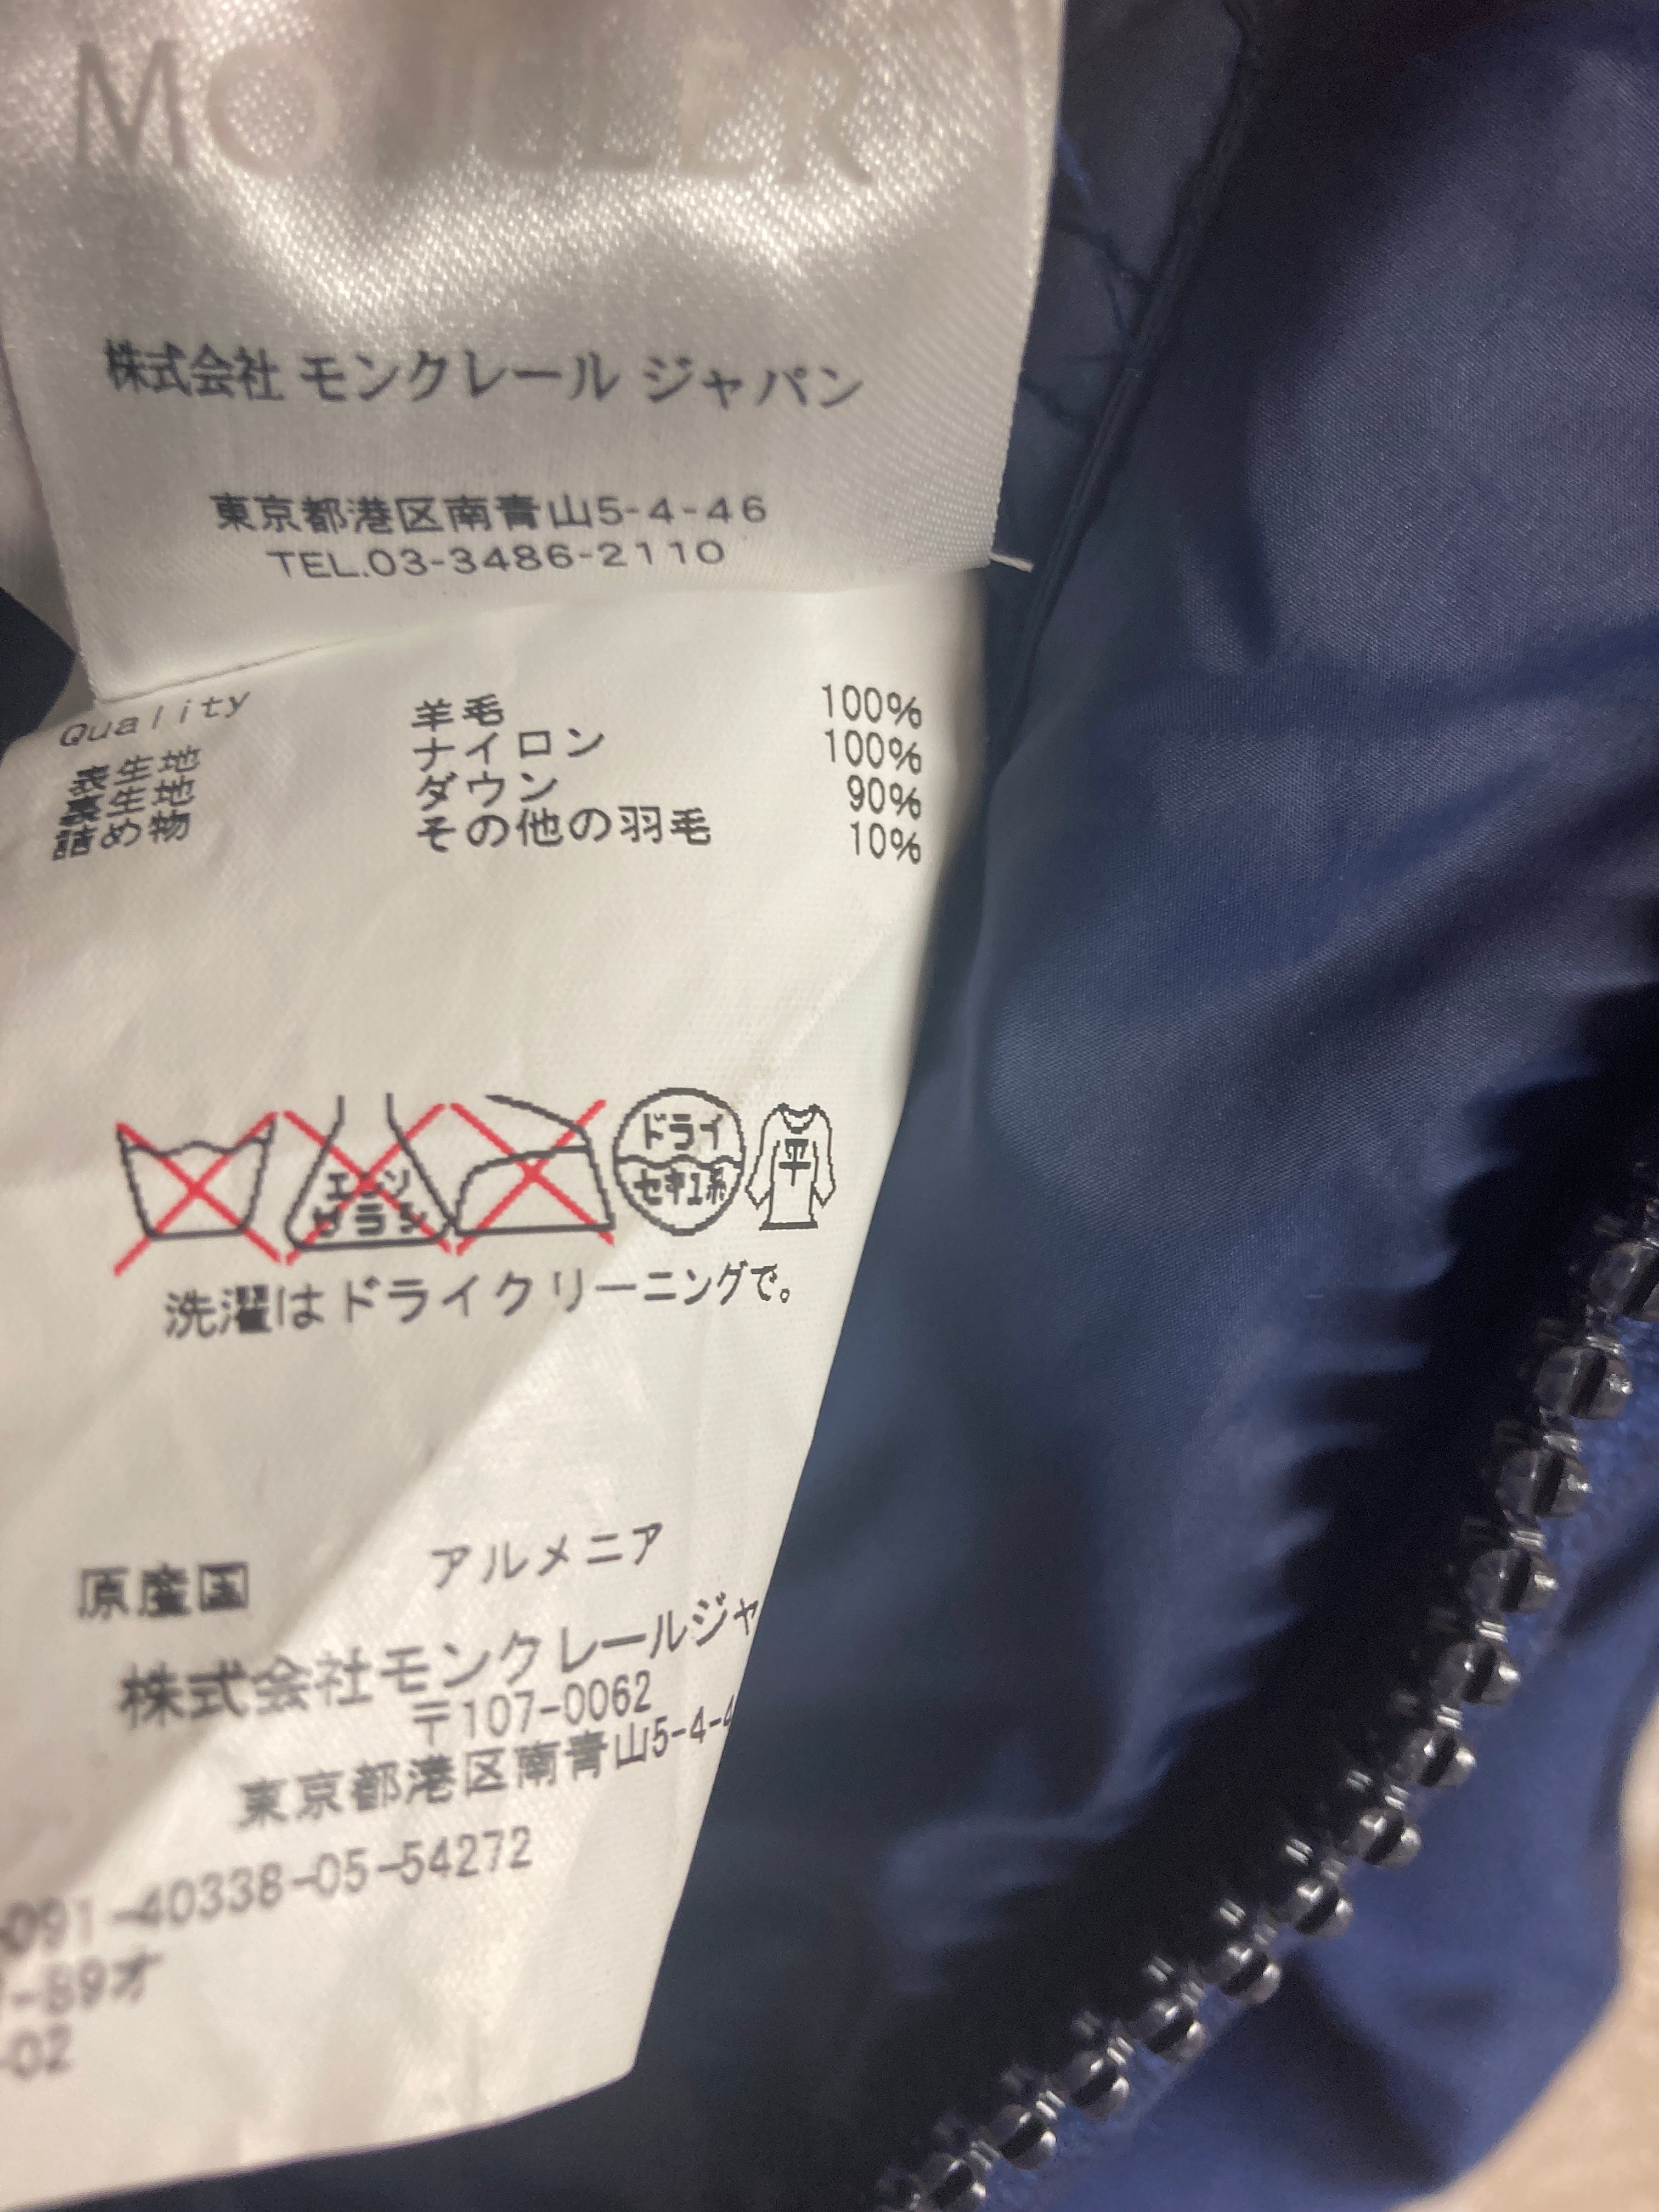 MONCLER
株式会社 モンクレール ジャパン
東京都港区南青山5-4-46
TEL.03-3486-2110
Quality
表生地 羊毛 100%
裏生地 ナイロン 100%
詰め物 ダウン 90%
その他の羽毛 10%
エンソ
サラシ
ドライ
セキユ系
平
洗濯はドライクリーニングで。
原産国 アルメニア
株式会社モンクレールジャ
〒107-0062
東京都港区南青山5-4-4
091-40338-05-54272
-89オ
-02